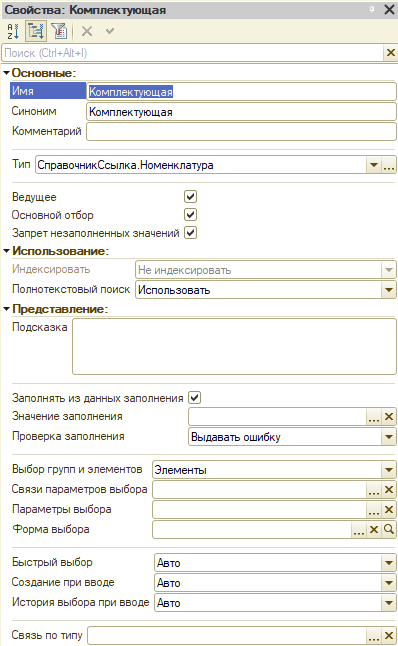 Свойства: Комплектующая
Поиск (Ctrl+Alt+I)
Основные:
Имя Комплектующая
Синоним Комплектующая
Комментарий
Тип СправочникСсылка.Номенклатура
Ведущее
Основной отбор
Запрет незаполненных значений
Использование:
Индексировать Не индексировать
Полнотекстовый поиск Использовать
Представление:
Подсказка
Заполнять из данных заполнения
Значение заполнения
Проверка заполнения Выдавать ошибку
Выбор групп и элементов Элементы
Связи параметров выбора
Параметры выбора
Форма выбора
Быстрый выбор Авто
Создание при вводе Авто
История выбора при вводе Авто
Связь по типу